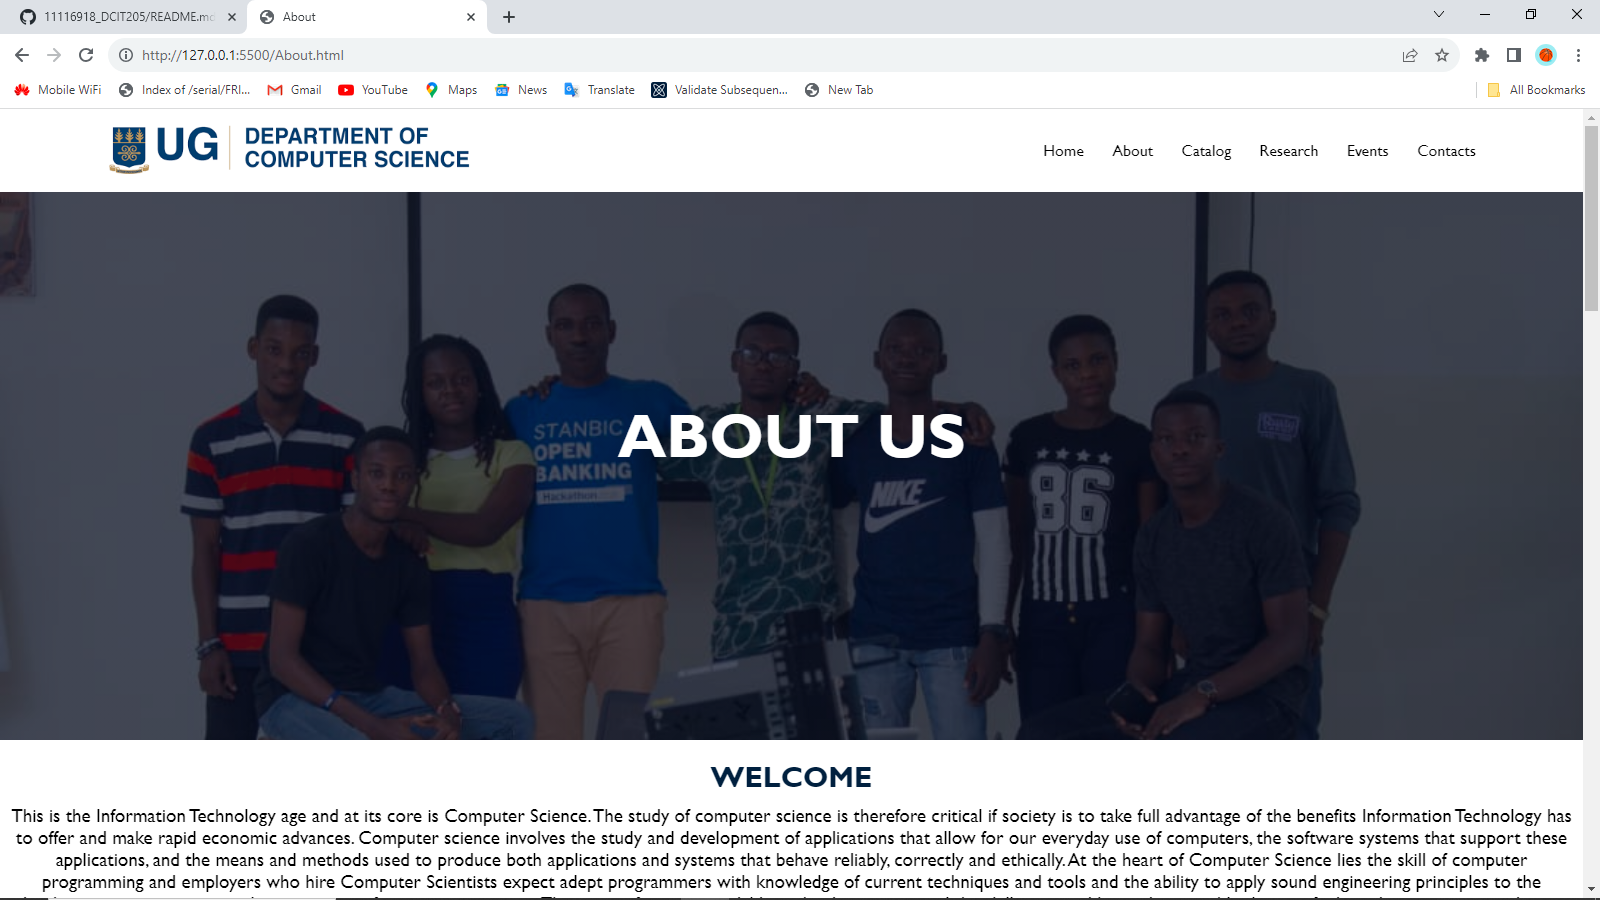 11116918_DCIT205/README.md
About
http://127.0.0.1:5500/About.html
Mobile WiFi
Index of /serial/FRI...
Gmail
YouTube
Maps
News
Translate
Validate Subsequen...
New Tab
All Bookmarks
UG
DEPARTMENT OF
COMPUTER SCIENCE
Home
About
Catalog
Research
Events
Contacts
STANBIC
OPEN
BANKING
Hackathon
ABOUT US
NIKE
86
WELCOME
This is the Information Technology age and at its core is Computer Science. The study of computer science is therefore critical if society is to take full advantage of the benefits Information Technology has
to offer and make rapid economic advances. Computer science involves the study and development of applications that allow for our everyday use of computers, the software systems that support these
applications, and the means and methods used to produce both applications and systems that behave reliably, correctly and ethically. At the heart of Computer Science lies the skill of computer
programming and employers who hire Computer Scientists expect adept programmers with knowledge of current techniques and tools and the ability to apply sound engineering principles to the